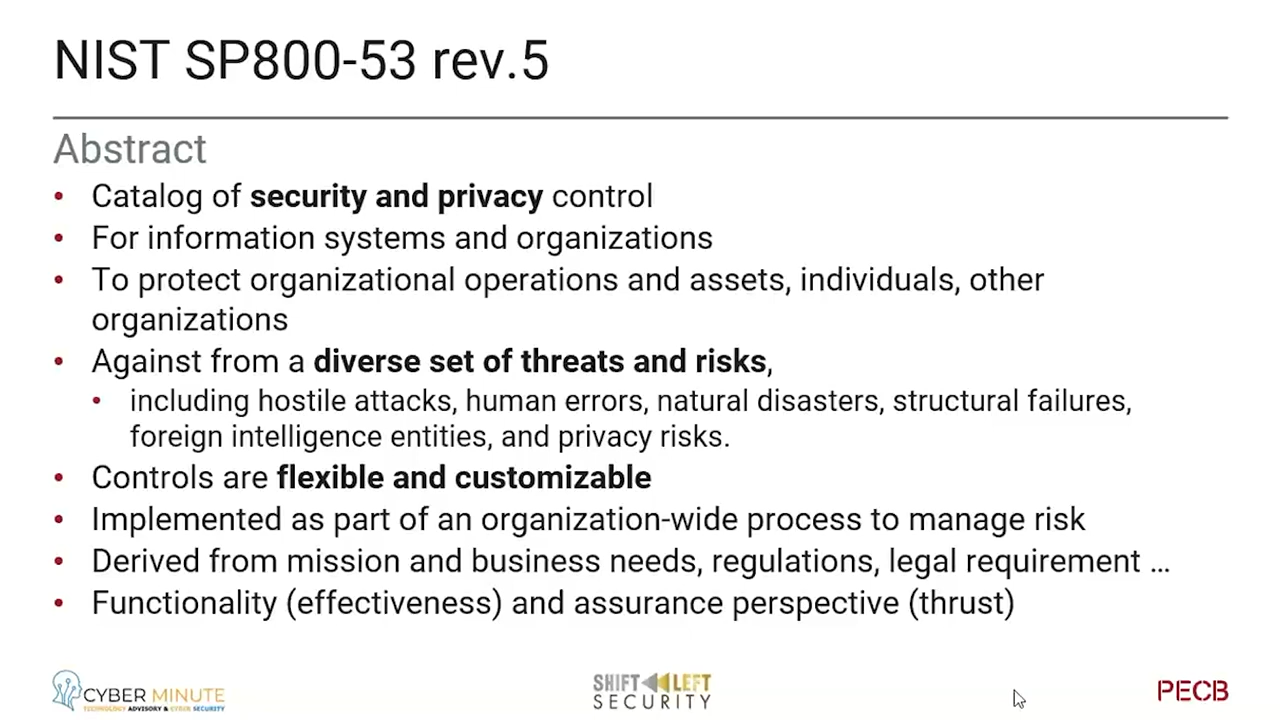 NIST SP800-53 rev.5
Abstract
• Catalog of security and privacy control
• For information systems and organizations
• To protect organizational operations and assets, individuals, other
organizations
• Against from a diverse set of threats and risks,
• including hostile attacks, human errors, natural disasters, structural failures,
foreign intelligence entities, and privacy risks.
• Controls are flexible and customizable
• Implemented as part of an organization-wide process to manage risk
• Derived from mission and business needs, regulations, legal requirement ...
• Functionality (effectiveness) and assurance perspective (thrust)
CYBER MINUTE
TECHNOLOGY ADVISORY & CYBER SECURITY
SHIFT LEFT
SECURITY
PECB